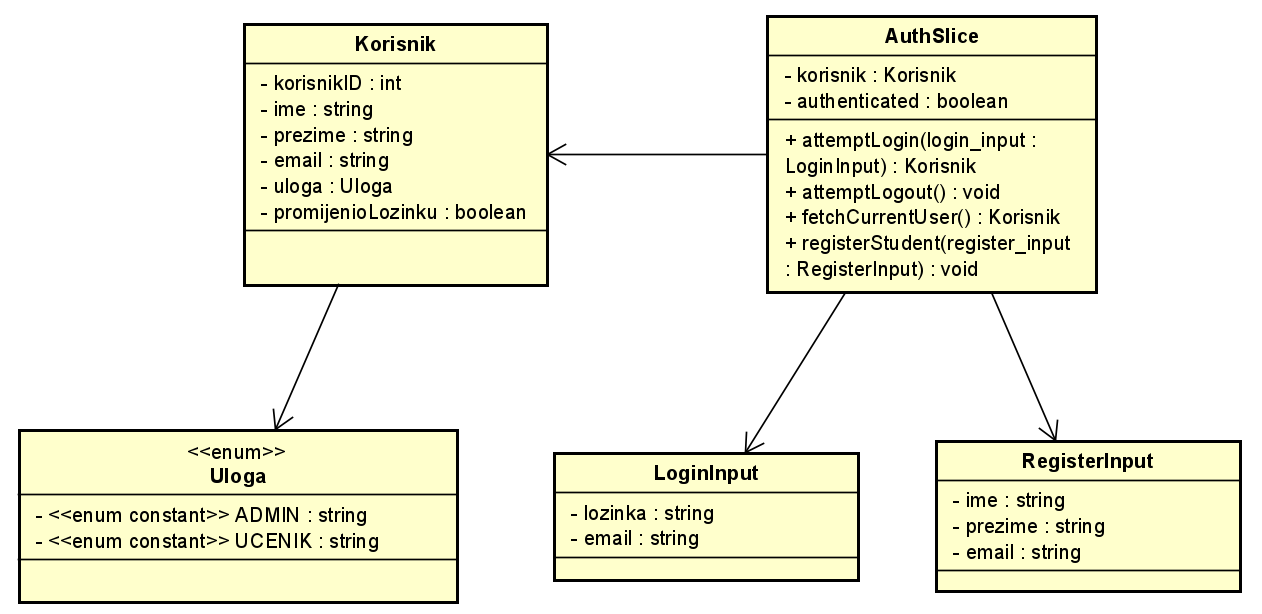 Korisnik
- korisnikID : int
- ime : string
- prezime : string
- email : string
- uloga : Uloga
- promijenioLozinku : boolean
AuthSlice
- korisnik : Korisnik
- authenticated : boolean
+ attemptLogin(login_input :
LoginInput) : Korisnik
+ attemptLogout() : void
+ fetchCurrentUser() : Korisnik
+ registerStudent(register_input
: RegisterInput) : void
<<enum>>
Uloga
- <<enum constant>> ADMIN : string
- <<enum constant>> UCENIK : string
LoginInput
- lozinka : string
- email : string
RegisterInput
- ime : string
- prezime : string
- email : string